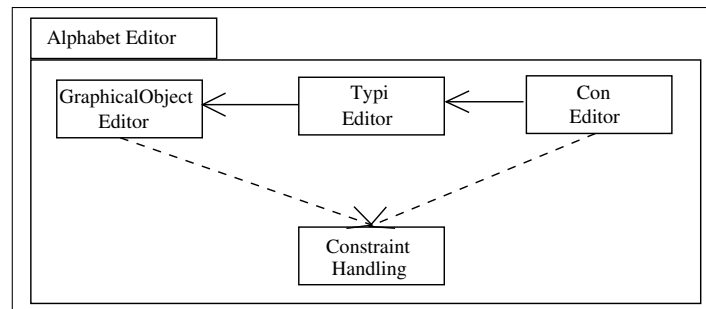 Alphabet Editor
GraphicalObject
Editor
Typi
Editor
Con
Editor
Constraint
Handling